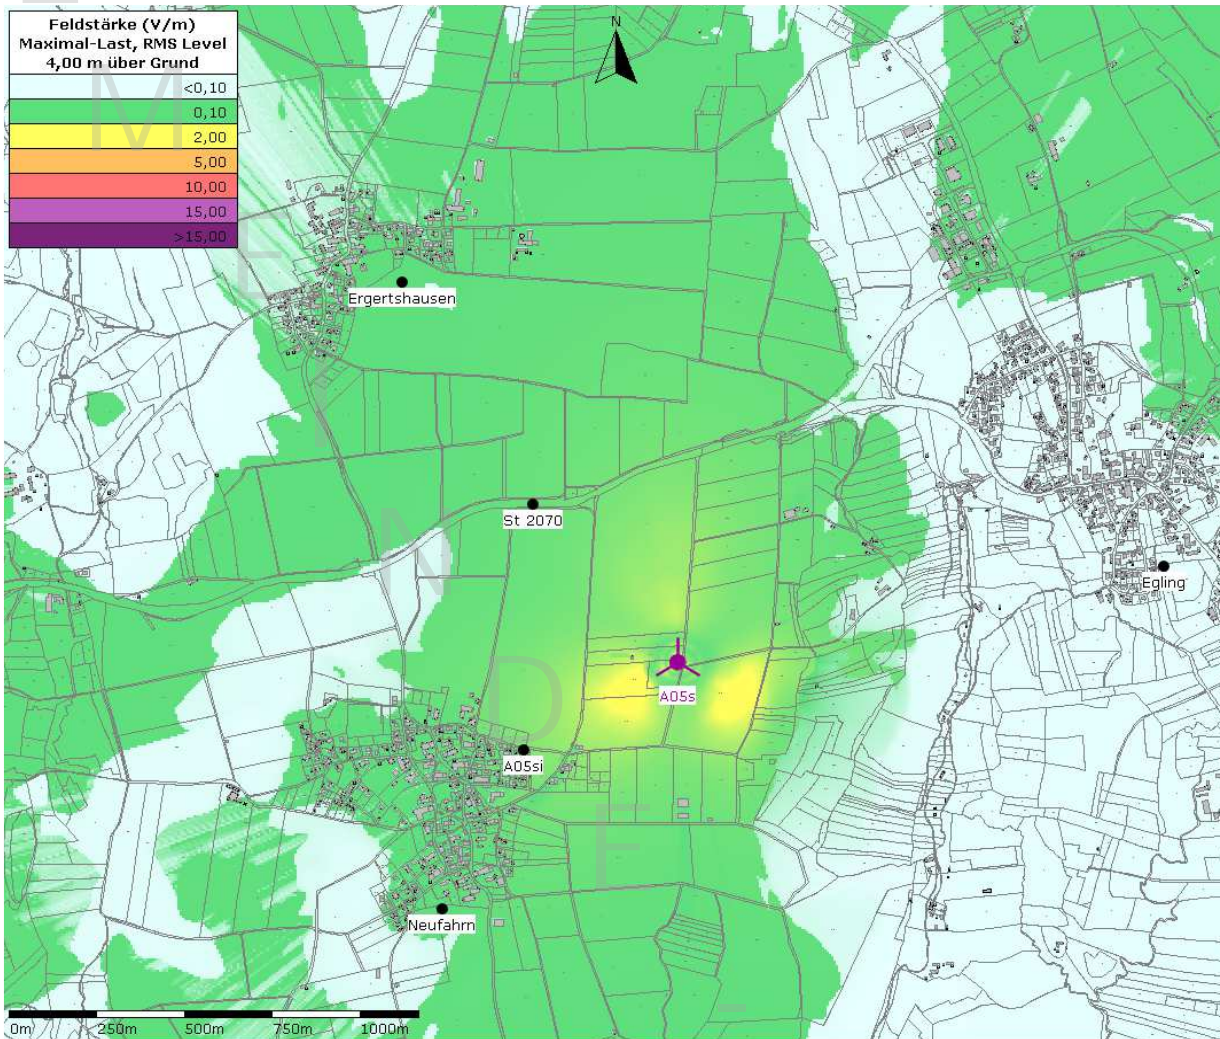 Feldstärke (V/m)
Maximal-Last, RMS Level
4,00 m über Grund
<0,10
0,10
2,00
5,00
10,00
15,00
>15,00
N
Ergertshausen
St 2070
Egling
A05s
A05si
Neufahrn
0m 250m 500m 750m 1000m